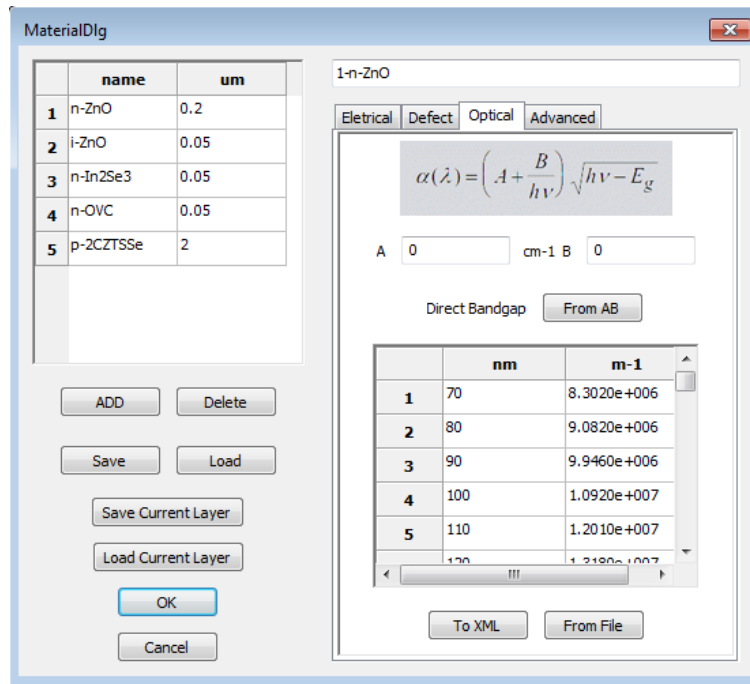 MaterialDlg
name um
1 n-ZnO 0.2
2 i-ZnO 0.05
3 n-In2Se3 0.05
4 n-OVC 0.05
5 p-2CZTSSe 2
ADD Delete
Save Load
Save Current Layer
Load Current Layer
OK
Cancel
1-n-ZnO
Eletrical Defect Optical Advanced
α(λ) = (A + B/hν) √hν − Eg
A 0 cm-1 B 0
Direct Bandgap From AB
nm m-1
1 70 8.3020e+006
2 80 9.0820e+006
3 90 9.9460e+006
4 100 1.0920e+007
5 110 1.2010e+007
120 1.3180e+007
To XML From File